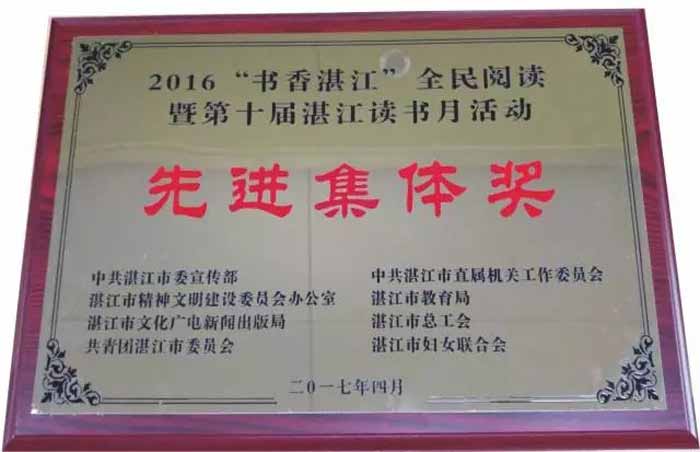 2016“书香湛江”全民阅读
暨第十届湛江读书月活动
先进集体奖
中共湛江市委宣传部
湛江市精神文明建设委员会办公室
湛江市文化广电新闻出版局
共青团湛江市委员会
中共湛江市直属机关工作委员会
湛江市教育局
湛江市总工会
湛江市妇女联合会
二〇一七年四月